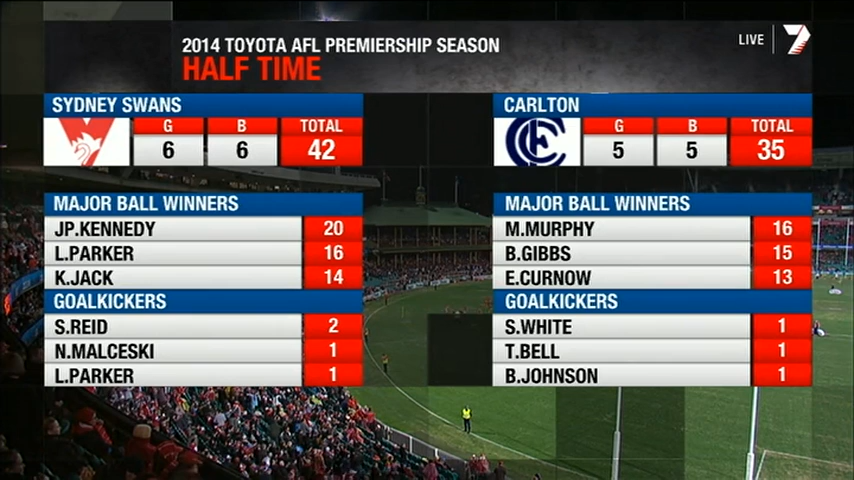 2014 TOYOTA AFL PREMIERSHIP SEASON
HALF TIME
LIVE 7
SYDNEY SWANS
G B TOTAL
6 6 42
CARLTON
G B TOTAL
CFC 5 5 35
MAJOR BALL WINNERS
JP.KENNEDY 20
L.PARKER 16
K.JACK 14
GOALKICKERS
S.REID 2
N.MALCESKI 1
L.PARKER 1
MAJOR BALL WINNERS
M.MURPHY 16
B.GIBBS 15
E.CURNOW 13
GOALKICKERS
S.WHITE 1
T.BELL 1
B.JOHNSON 1